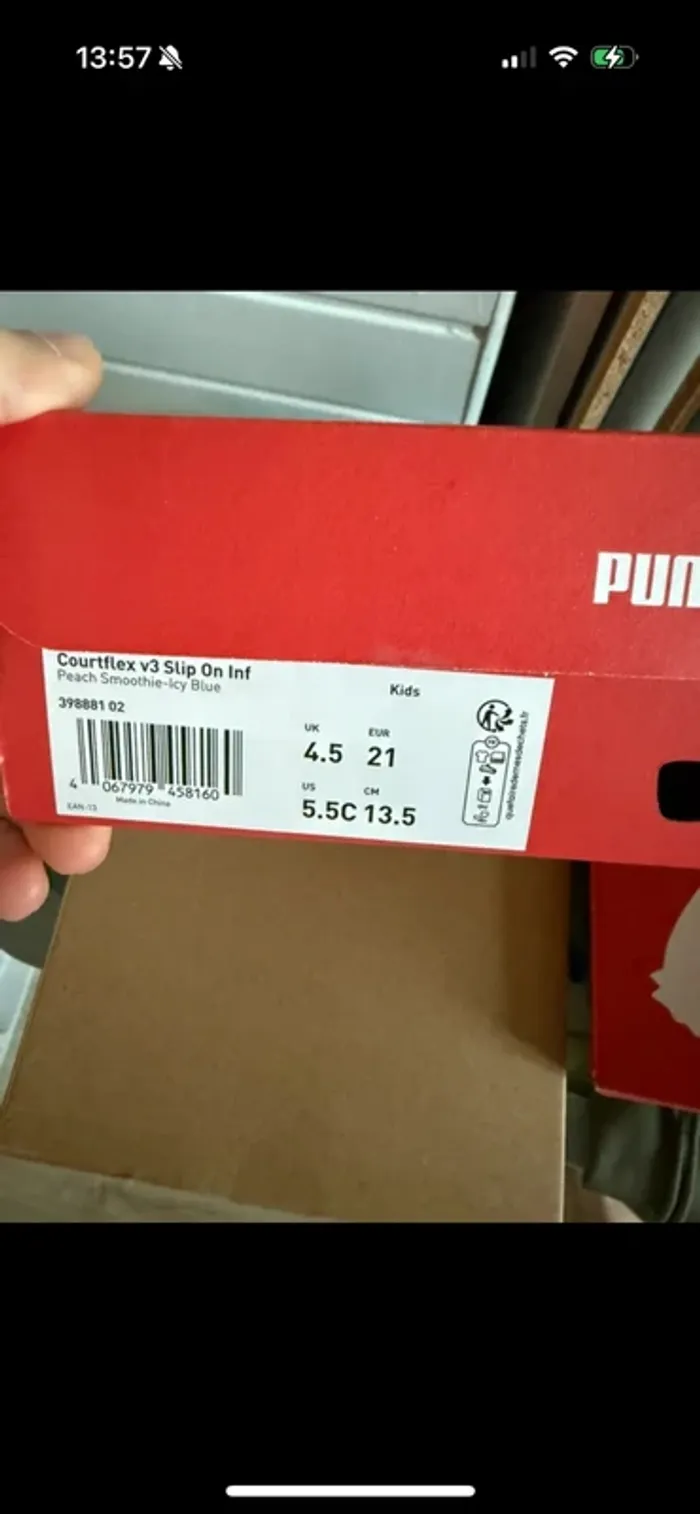 13:57
PUM
Courtflex v3 Slip On Inf
Peach Smoothie-Icy Blue
Kids
398881 02
UK
EUR
4.5
21
US
CM
5.5C
13.5
4 067979 458160
EAN-13
Made in China
FR
quefairedemesdechets.fr